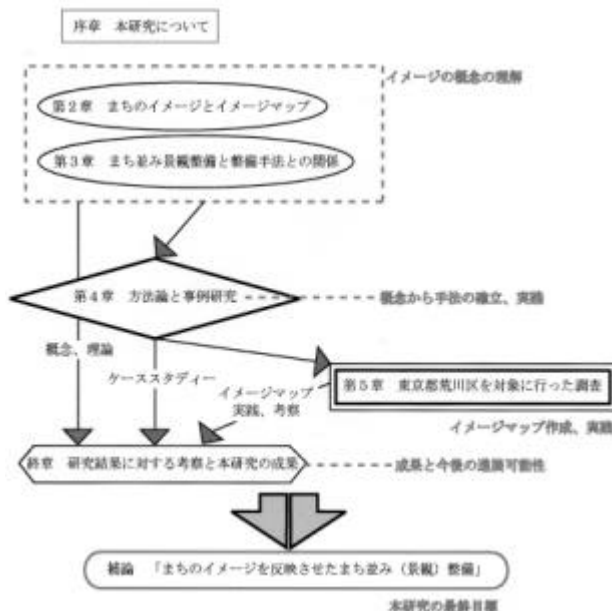 序章 本研究について
イメージの概念の理解
第2章 まちのイメージとイメージマップ
第3章 まち並み景観整備と整備手法との関係
第4章 方法論と事例研究
概念から手法の確立、実践
概念、理論
ケーススタディー
イメージマップ
実践、考察
第5章 東京都荒川区を対象に行った調査
イメージマップ作成、実践
終章 研究結果に対する考察と本研究の成果
成果と今後の進展可能性
補論 「まちのイメージを反映させたまち並み（景観）整備」
本研究の最終目標